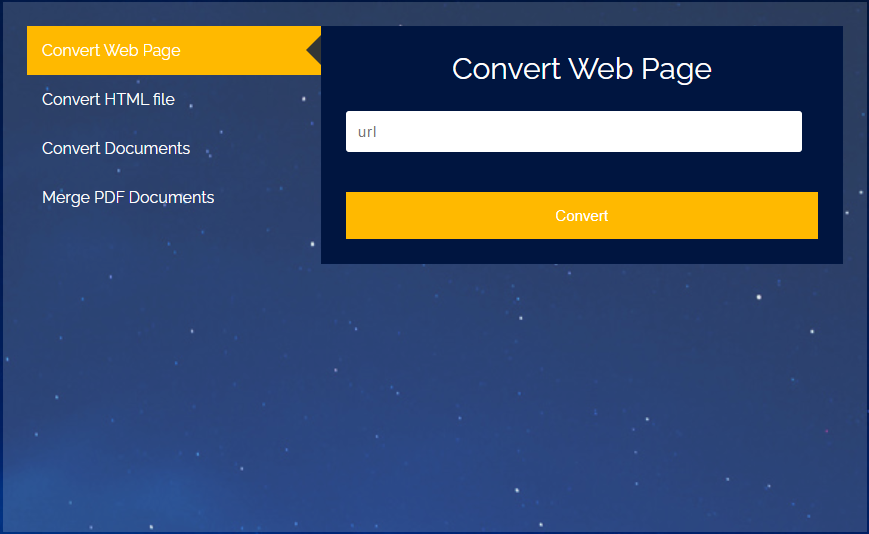 Convert Web Page
Convert HTML file
Convert Documents
Merge PDF Documents
Convert Web Page
url
Convert